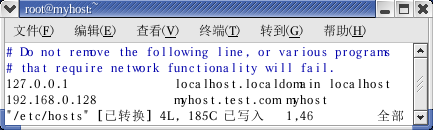 root@myhost:~
文件(F) 编辑(E) 查看(V) 终端(T) 转到(G) 帮助(H)
# Do not remove the following line, or various programs
# that require network functionality will fail.
127.0.0.1 localhost.localdomain localhost
192.168.0.128 myhost.test.com myhost
"/etc/hosts" [已转换] 4L, 185C 已写入 1,46 全部